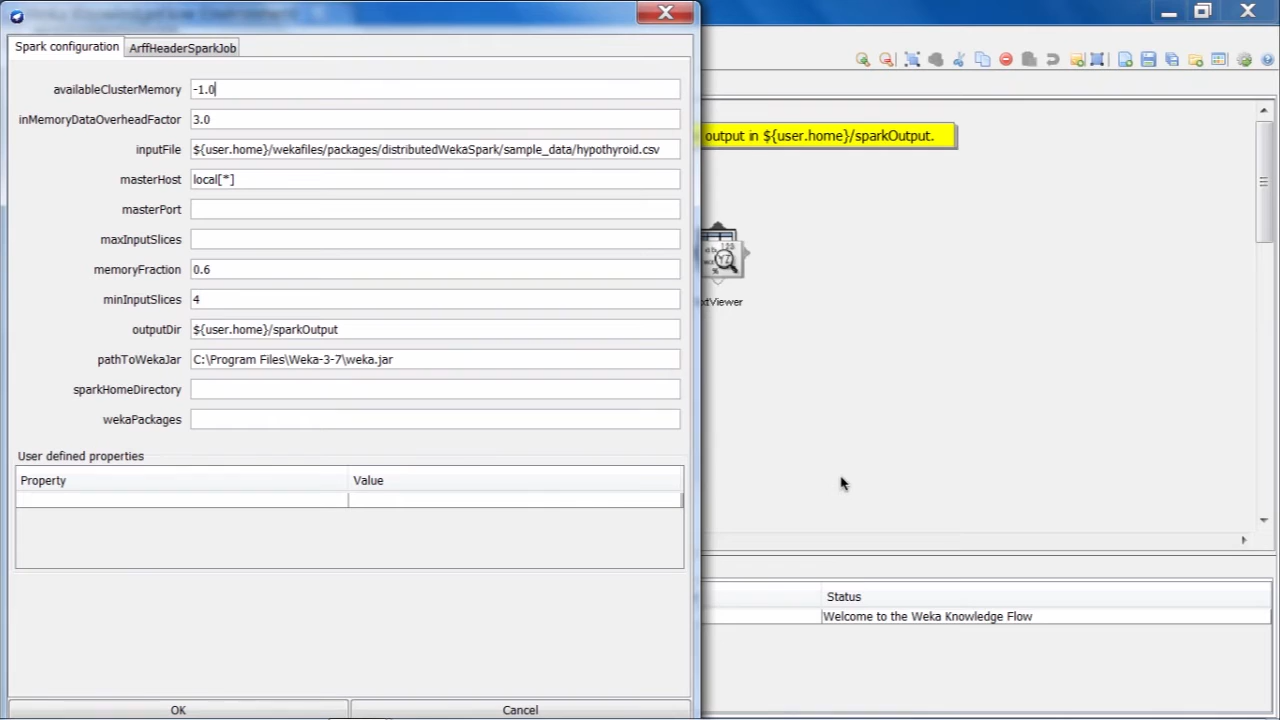 Spark configuration
ArffHeaderSparkJob
availableClusterMemory -1.0
inMemoryDataOverheadFactor 3.0
inputFile ${user.home}/wekafiles/packages/distributedWekaSpark/sample_data/hypothyroid.csv
masterHost local[*]
masterPort
maxInputSlices
memoryFraction 0.6
minInputSlices 4
outputDir ${user.home}/sparkOutput
pathToWekaJar C:\Program Files\Weka-3-7\weka.jar
sparkHomeDirectory
wekaPackages
User defined properties
Property Value
OK Cancel
output in ${user.home}/sparkOutput.
xtViewer
Status
Welcome to the Weka Knowledge Flow